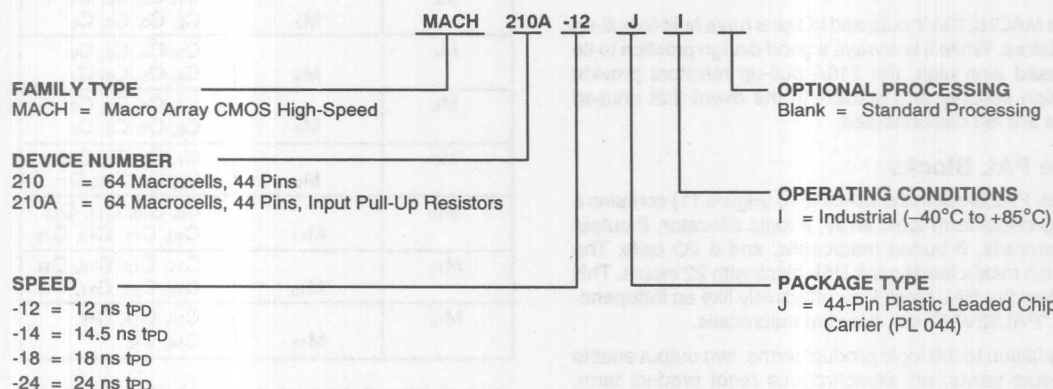 MACH 210A -12 J I
FAMILY TYPE
MACH = Macro Array CMOS High-Speed
DEVICE NUMBER
210 = 64 Macrocells, 44 Pins
210A = 64 Macrocells, 44 Pins, Input Pull-Up Resistors
SPEED
-12 = 12 ns tPD
-14 = 14.5 ns tPD
-18 = 18 ns tPD
-24 = 24 ns tPD
OPTIONAL PROCESSING
Blank = Standard Processing
OPERATING CONDITIONS
I = Industrial (–40°C to +85°C)
PACKAGE TYPE
J = 44-Pin Plastic Leaded Chip
Carrier (PL 044)